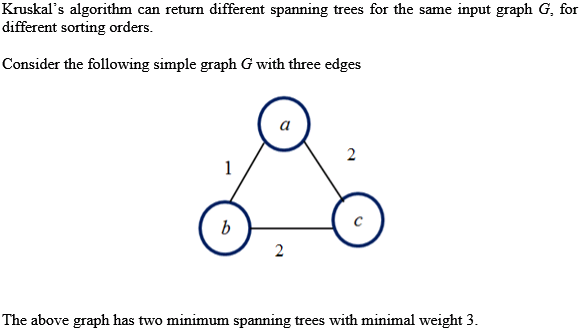 Kruskal's algorithm can return different spanning trees for the same input graph G, for
different sorting orders.
Consider the following simple graph G with three edges
a
1
2
b
c
2
The above graph has two minimum spanning trees with minimal weight 3.